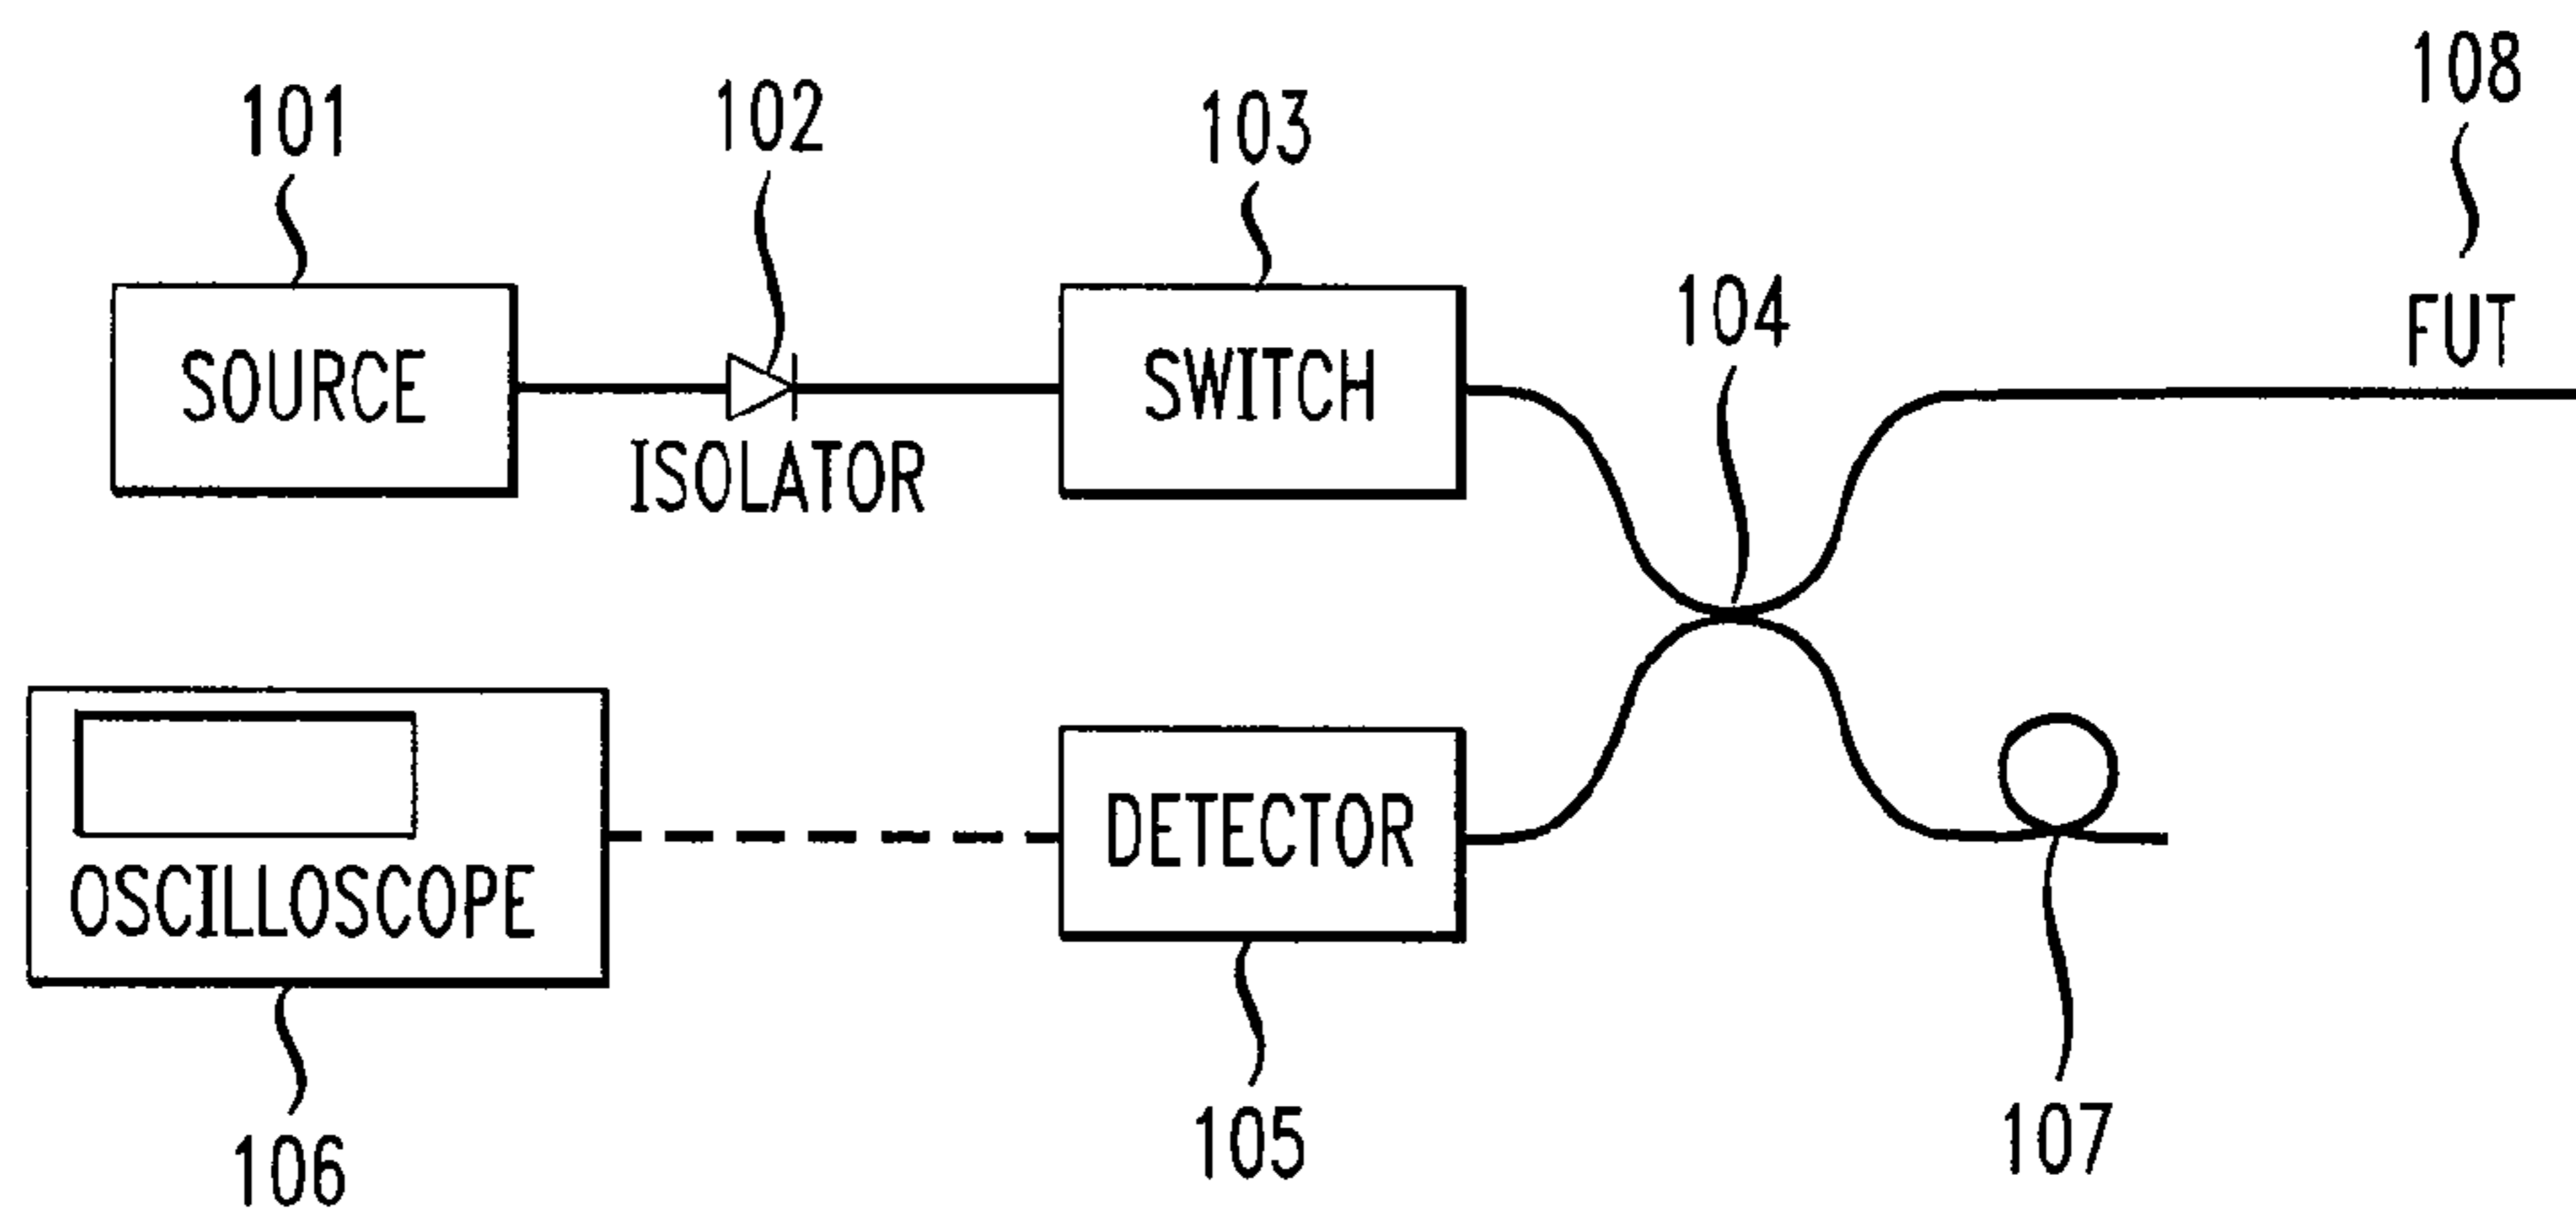 101
102
103
108
104
SOURCE
ISOLATOR
SWITCH
FUT
OSCILLOSCOPE
DETECTOR
106
105
107